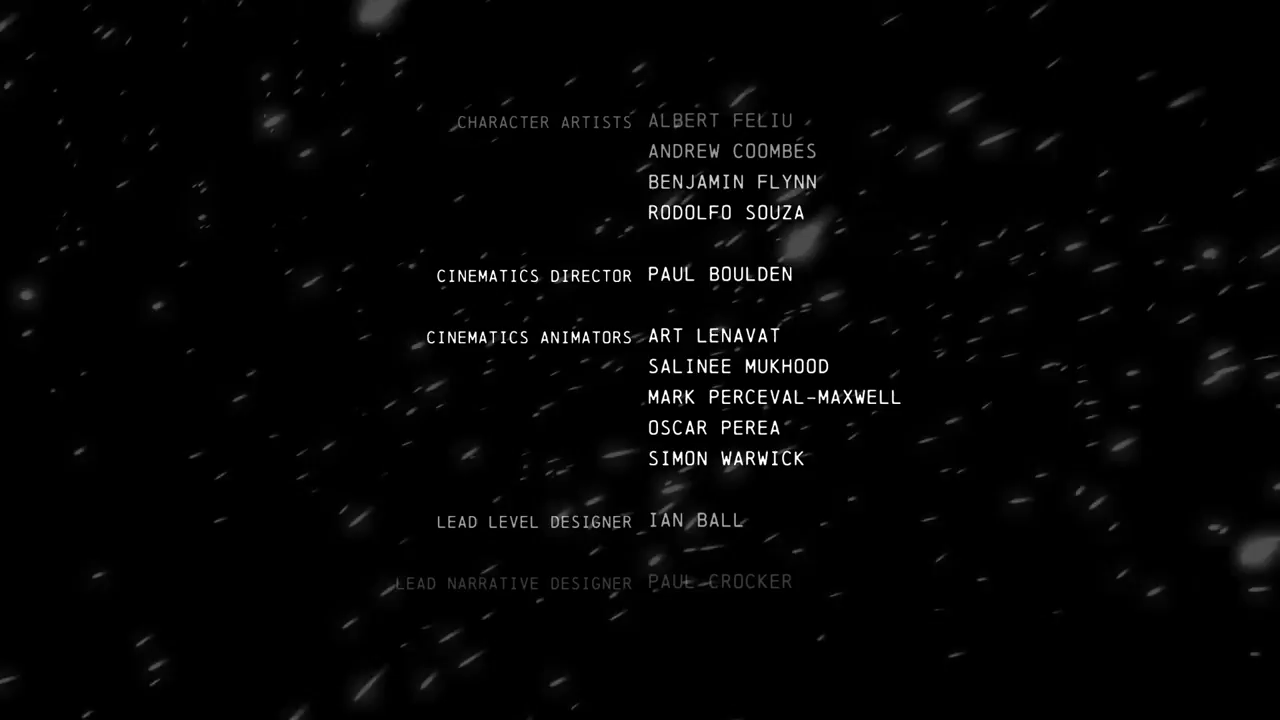 CHARACTER ARTISTS ALBERT FELIU
ANDREW COOMBES
BENJAMIN FLYNN
RODOLFO SOUZA
CINEMATICS DIRECTOR PAUL BOULDEN
CINEMATICS ANIMATORS ART LENAVAT
SALINEE MUKHOOD
MARK PERCEVAL-MAXWELL
OSCAR PEREA
SIMON WARWICK
LEAD LEVEL DESIGNER IAN BALL
LEAD NARRATIVE DESIGNER PAUL CROCKER